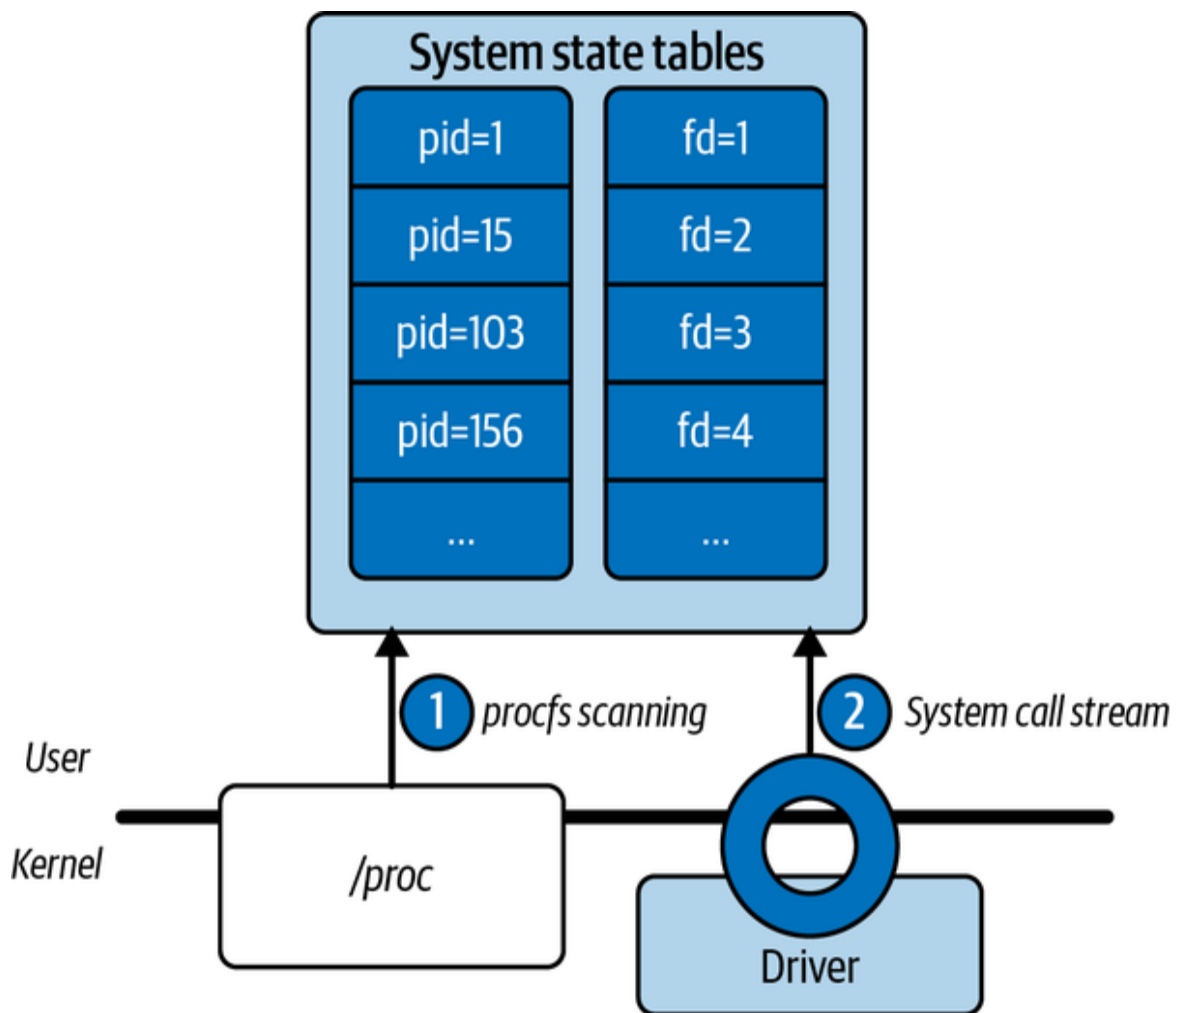 System state tables
pid=1
fd=1
pid=15
fd=2
pid=103
fd=3
pid=156
fd=4
...
...
1 procfs scanning
2 System call stream
User
Kernel
/proc
Driver